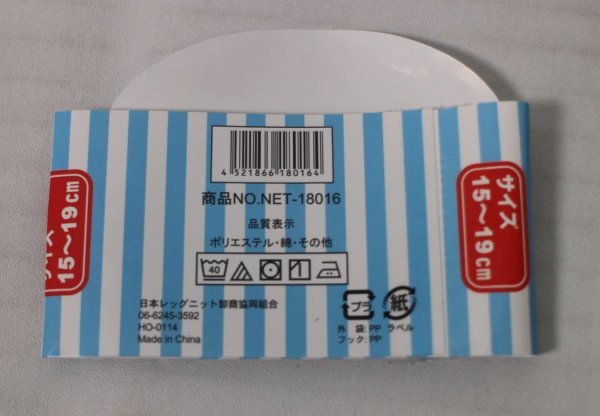 4 521866 180164
商品NO.NET-18016
品質表示
ポリエステル・綿・その他
40
日本レッグニット卸商協同組合
06-6245-3592
HO-0114
Made in China
プラ
紙
外 袋:PP ラベル
フック:PP
サイズ
15～19cm
サイズ
15～19cm